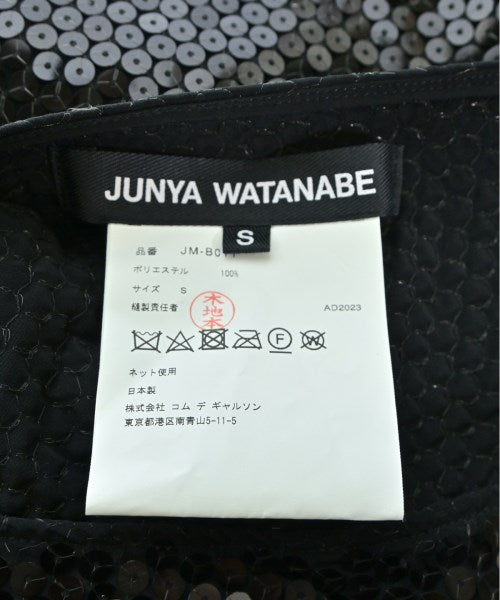 JUNYA WATANABE
S
品番 JM-B0
ポリエステル 100%
サイズ S
縫製責任者 AD2023
F W
ネット使用
日本製
株式会社 コム デ ギャルソン
東京都港区南青山5-11-5